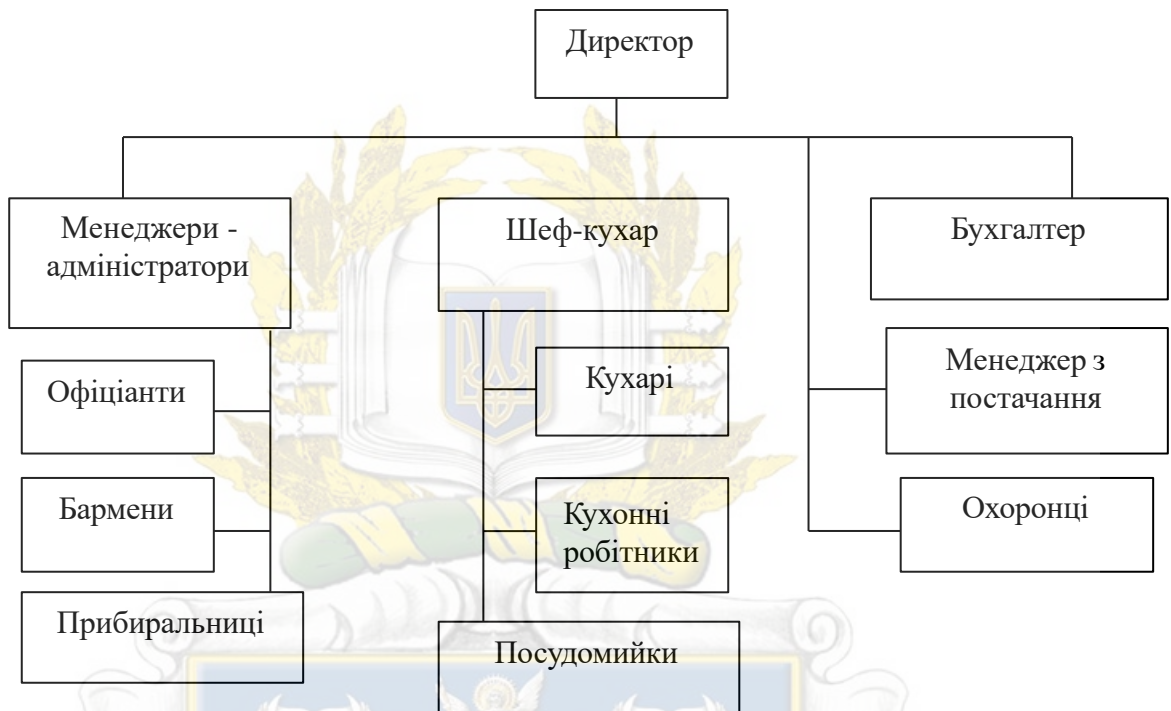 Директор
Менеджери -
адміністратори
Шеф-кухар
Бухгалтер
Офіціанти
Кухарі
Менеджер з
постачання
Бармени
Кухонні
робітники
Охоронці
Прибиральниці
Посудомийки